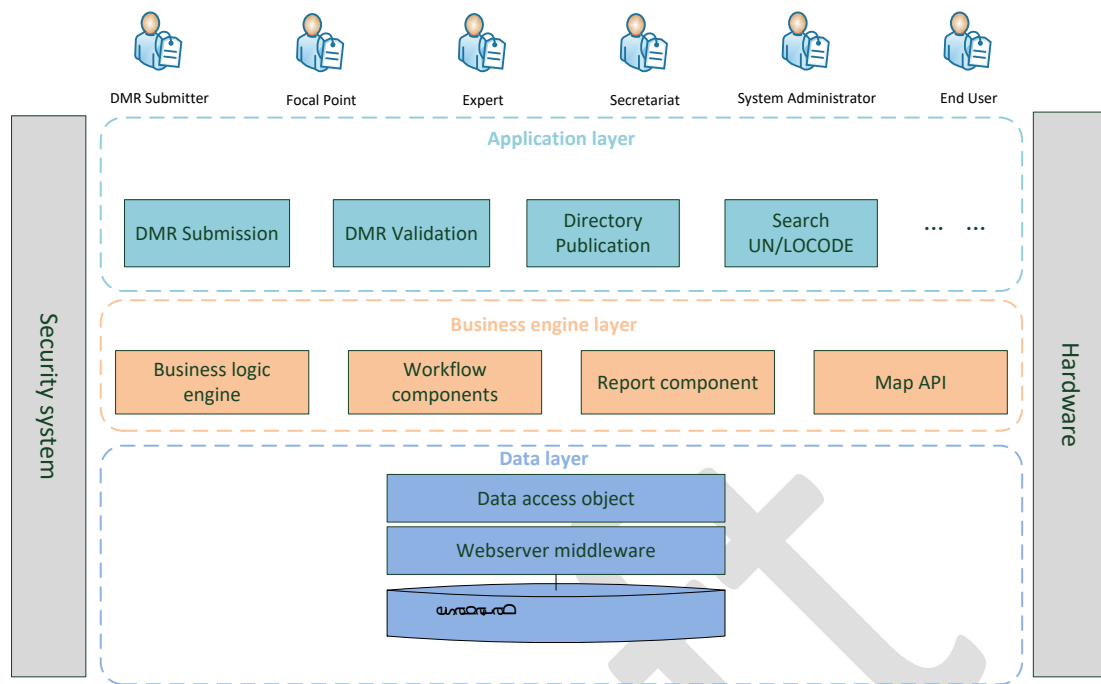 DMR Submitter
Focal Point
Expert
Secretariat
System Administrator
End User
Security system
Application layer
DMR Submission
DMR Validation
Directory
Publication
Search
UN/LOCODE
... ...
Business engine layer
Business logic
engine
Workflow
components
Report component
Map API
Data layer
Data access object
Webserver middleware
Hardware